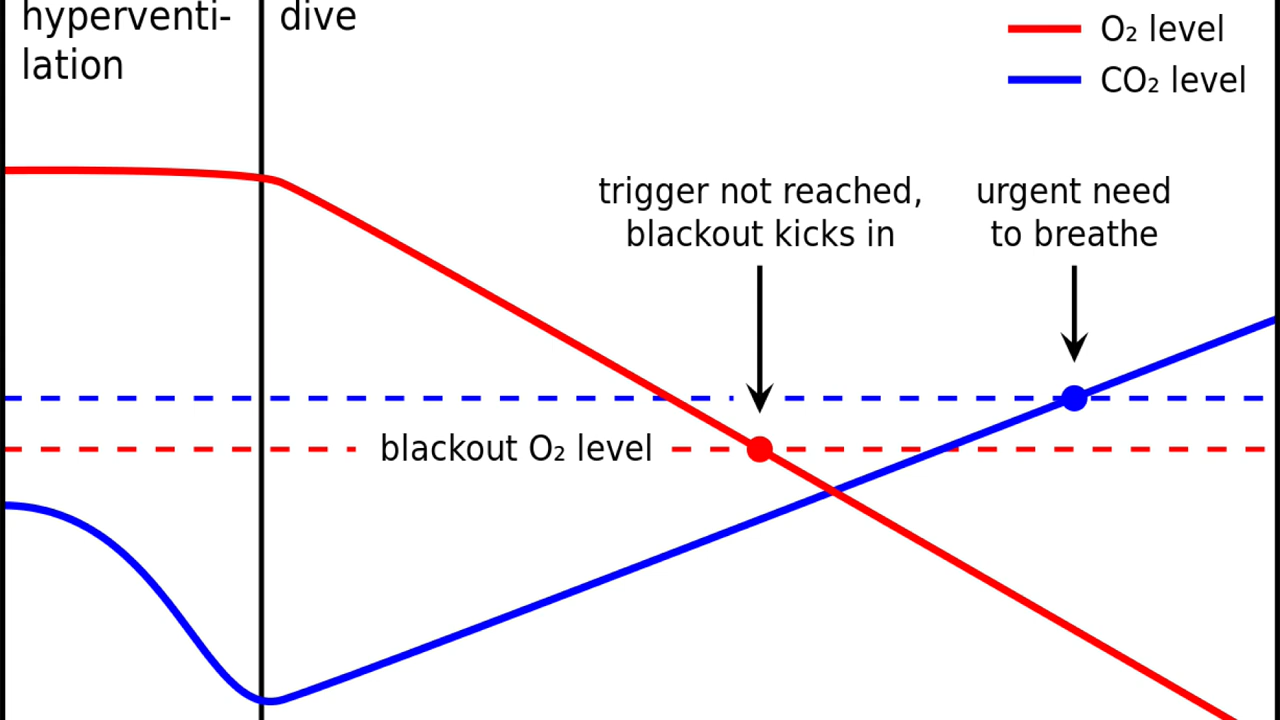 hyperventi-
lation
dive
O₂ level
CO₂ level
trigger not reached,
blackout kicks in
urgent need
to breathe
blackout O₂ level